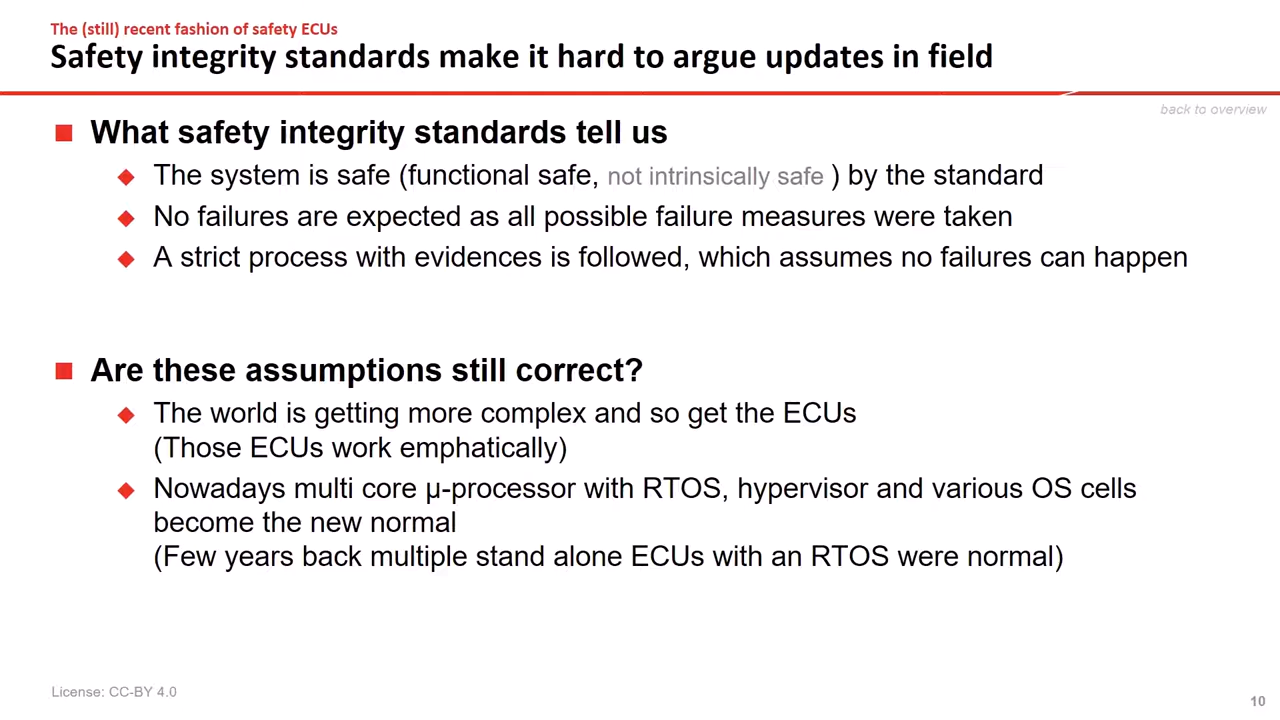 The (still) recent fashion of safety ECUs
Safety integrity standards make it hard to argue updates in field
back to overview
What safety integrity standards tell us
The system is safe (functional safe, not intrinsically safe ) by the standard
No failures are expected as all possible failure measures were taken
A strict process with evidences is followed, which assumes no failures can happen
Are these assumptions still correct?
The world is getting more complex and so get the ECUs
(Those ECUs work emphatically)
Nowadays multi core µ-processor with RTOS, hypervisor and various OS cells
become the new normal
(Few years back multiple stand alone ECUs with an RTOS were normal)
License: CC-BY 4.0
10